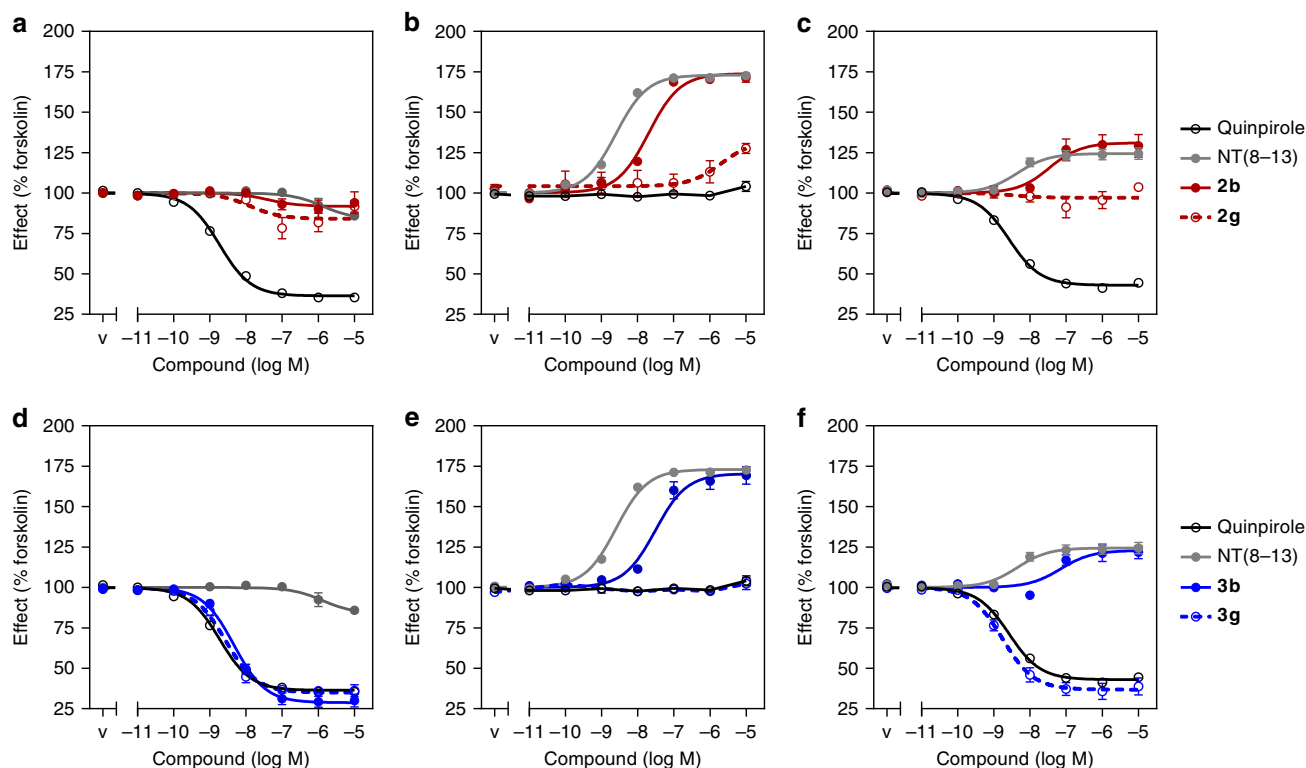 a
200
175
150
125
100
75
50
25
Effect (% forskolin)
v –11 –10 –9 –8 –7 –6 –5
Compound (log M)
b
200
175
150
125
100
75
50
25
Effect (% forskolin)
v –11 –10 –9 –8 –7 –6 –5
Compound (log M)
c
200
175
150
125
100
75
50
25
Effect (% forskolin)
v –11 –10 –9 –8 –7 –6 –5
Compound (log M)
Quinpirole
NT(8–13)
2b
2g
d
200
175
150
125
100
75
50
25
Effect (% forskolin)
v –11 –10 –9 –8 –7 –6 –5
Compound (log M)
e
200
175
150
125
100
75
50
25
Effect (% forskolin)
v –11 –10 –9 –8 –7 –6 –5
Compound (log M)
f
200
175
150
125
100
75
50
25
Effect (% forskolin)
v –11 –10 –9 –8 –7 –6 –5
Compound (log M)
Quinpirole
NT(8–13)
3b
3g